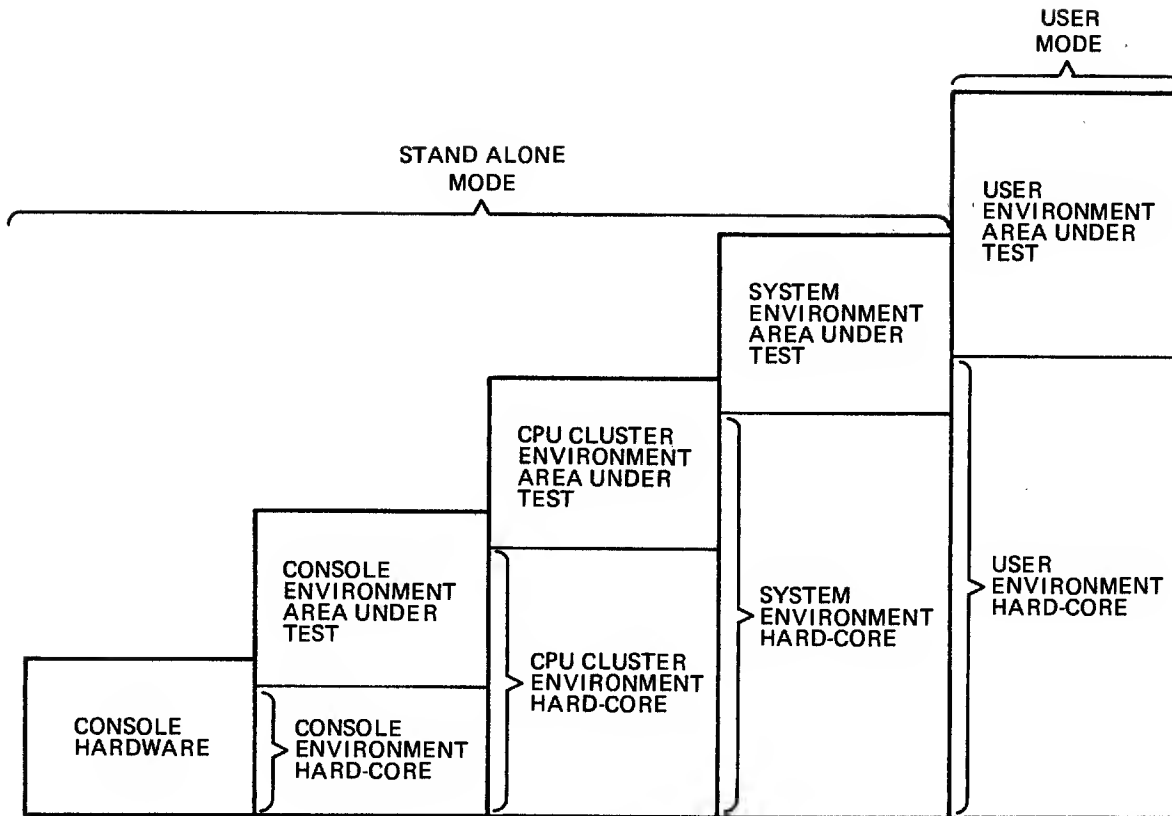 USER
MODE
STAND ALONE
MODE
USER
ENVIRONMENT
AREA UNDER
TEST
SYSTEM
ENVIRONMENT
AREA UNDER
TEST
CPU CLUSTER
ENVIRONMENT
AREA UNDER
TEST
CONSOLE
ENVIRONMENT
AREA UNDER
TEST
USER
ENVIRONMENT
HARD-CORE
SYSTEM
ENVIRONMENT
HARD-CORE
CPU CLUSTER
ENVIRONMENT
HARD-CORE
CONSOLE
HARDWARE
CONSOLE
ENVIRONMENT
HARD-CORE